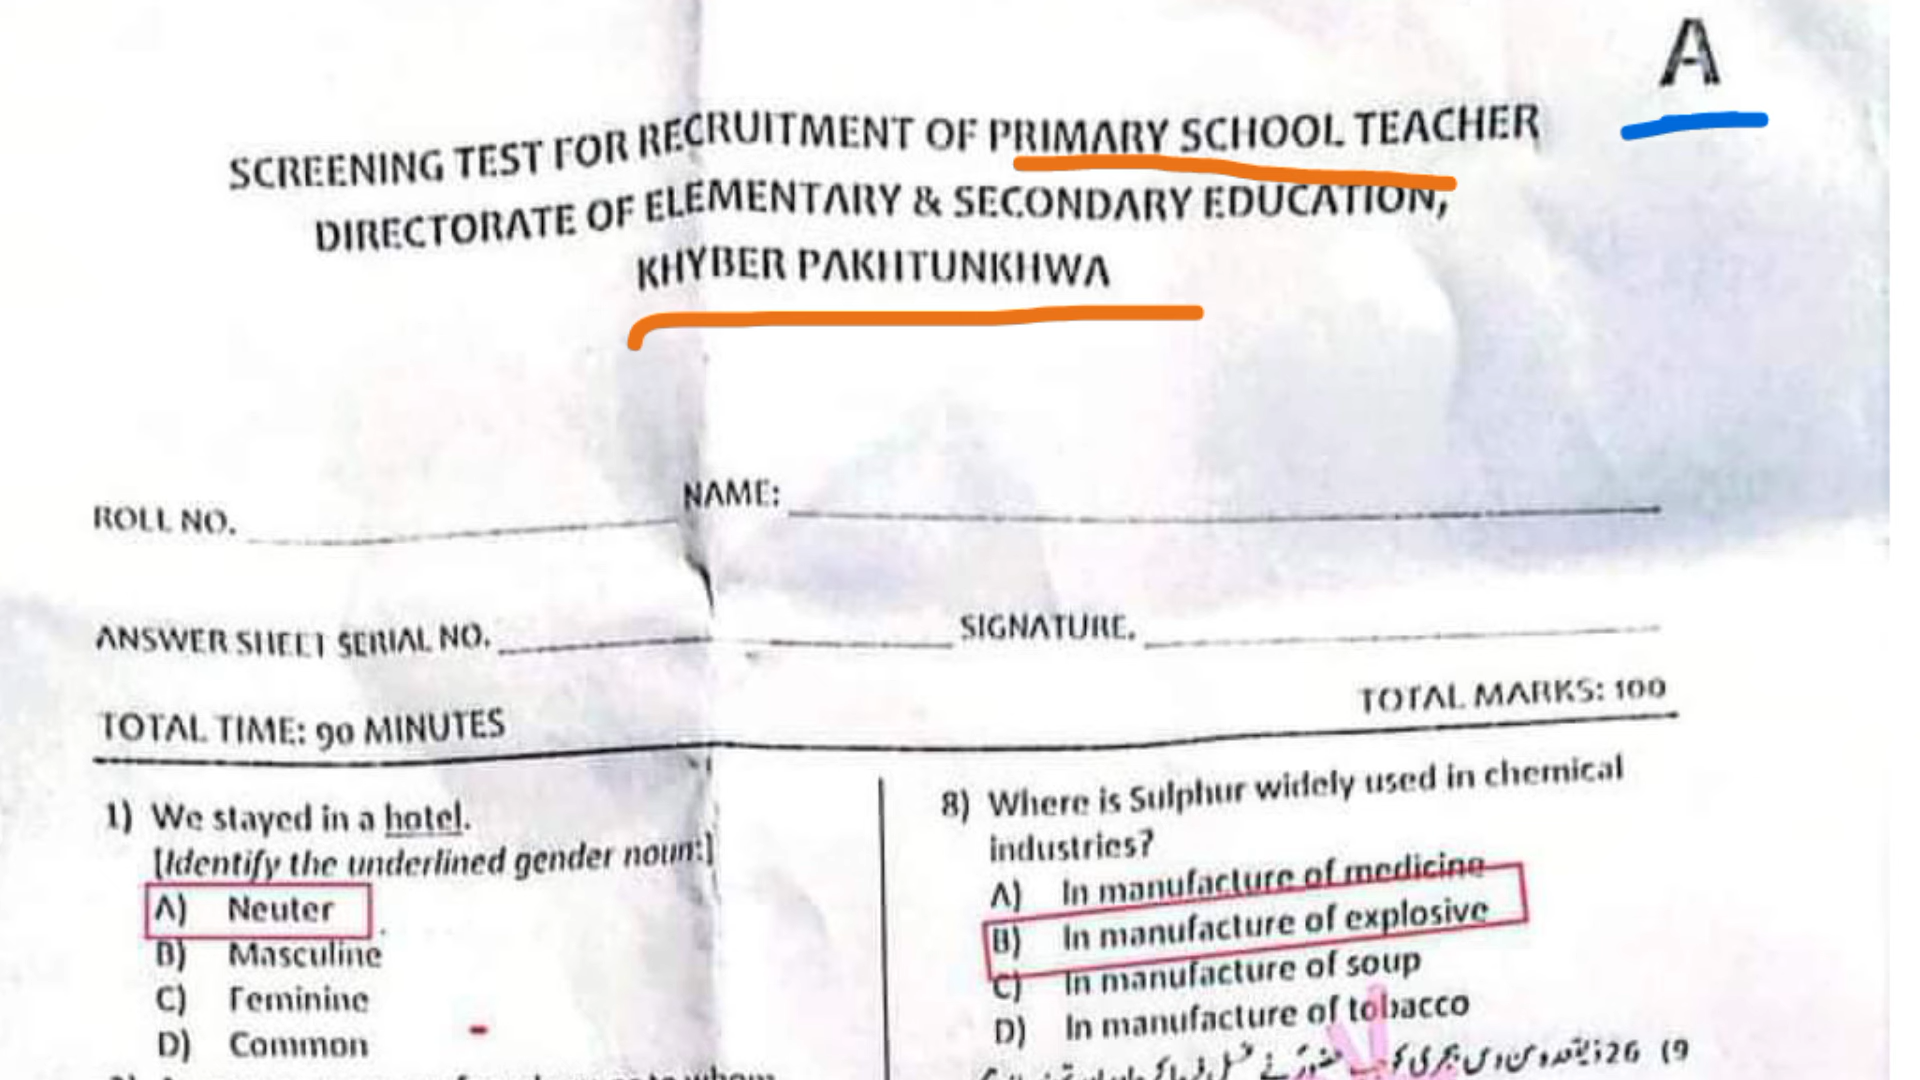 A
SCREENING TEST FOR RECRUITMENT OF PRIMARY SCHOOL TEACHER
DIRECTORATE OF ELEMENTARY & SECONDARY EDUCATION,
KHYBER PAKHTUNKHWA
ROLL NO.
NAME:
ANSWER SHEET SERIAL NO.
SIGNATURE.
TOTAL TIME: 90 MINUTES
TOTAL MARKS: 100
1) We stayed in a hotel.
[Identify the underlined gender noun:]
A) Neuter
B) Masculine
C) Feminine
D) Common
8) Where is Sulphur widely used in chemical
industries?
A) In manufacture of medicine
B) In manufacture of explosive
C) In manufacture of soup
D) In manufacture of tobacco
9) 26